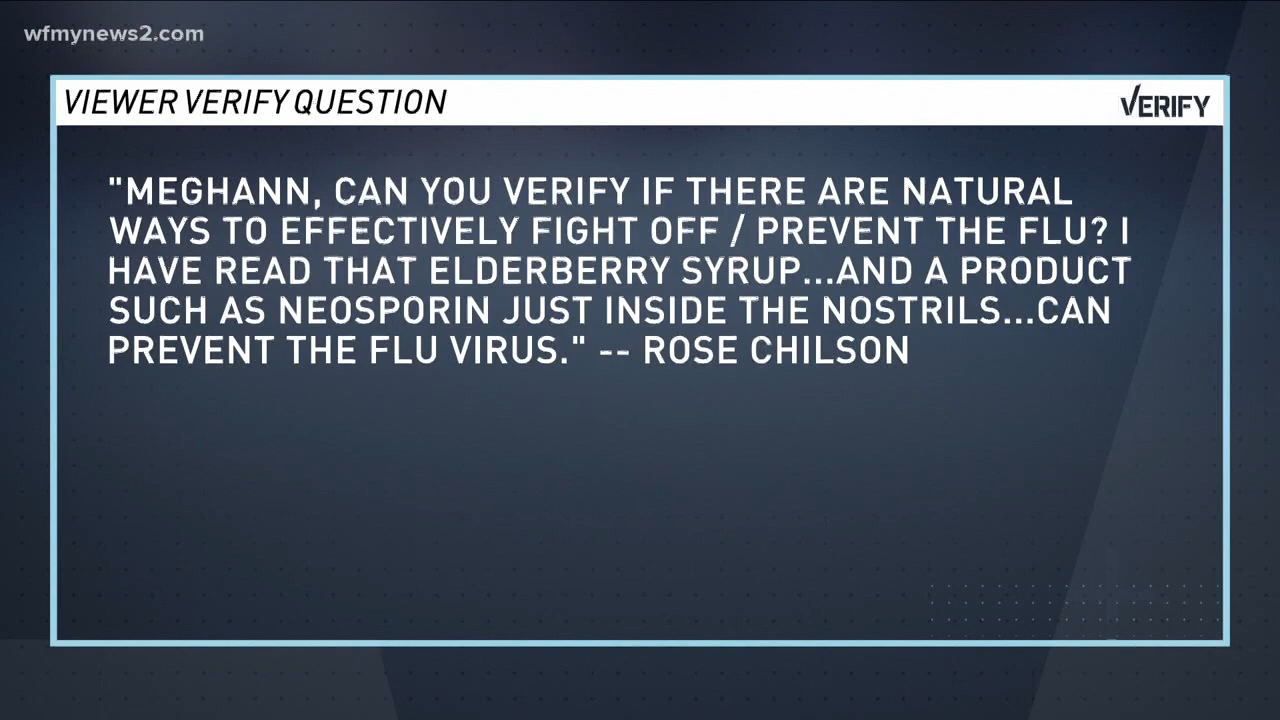 wfmynews2.com
VIEWER VERIFY QUESTION
VERIFY
"MEGHANN, CAN YOU VERIFY IF THERE ARE NATURAL
WAYS TO EFFECTIVELY FIGHT OFF / PREVENT THE FLU? I
HAVE READ THAT ELDERBERRY SYRUP...AND A PRODUCT
SUCH AS NEOSPORIN JUST INSIDE THE NOSTRILS...CAN
PREVENT THE FLU VIRUS." -- ROSE CHILSON